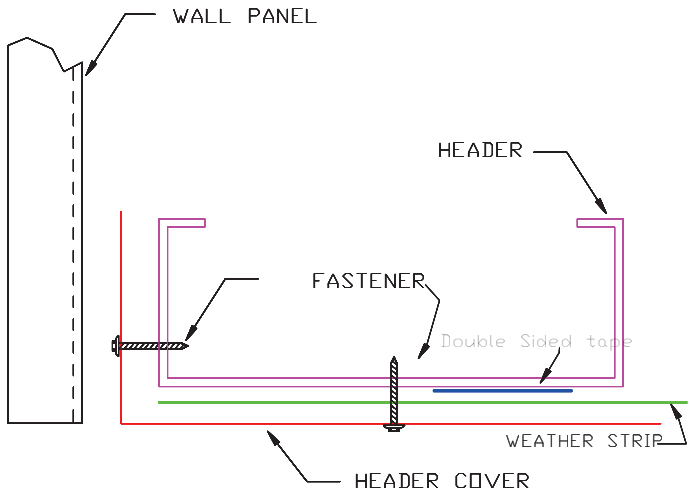 WALL PANEL
HEADER
FASTENER
Double Sided tape
WEATHER STRIP
HEADER COVER